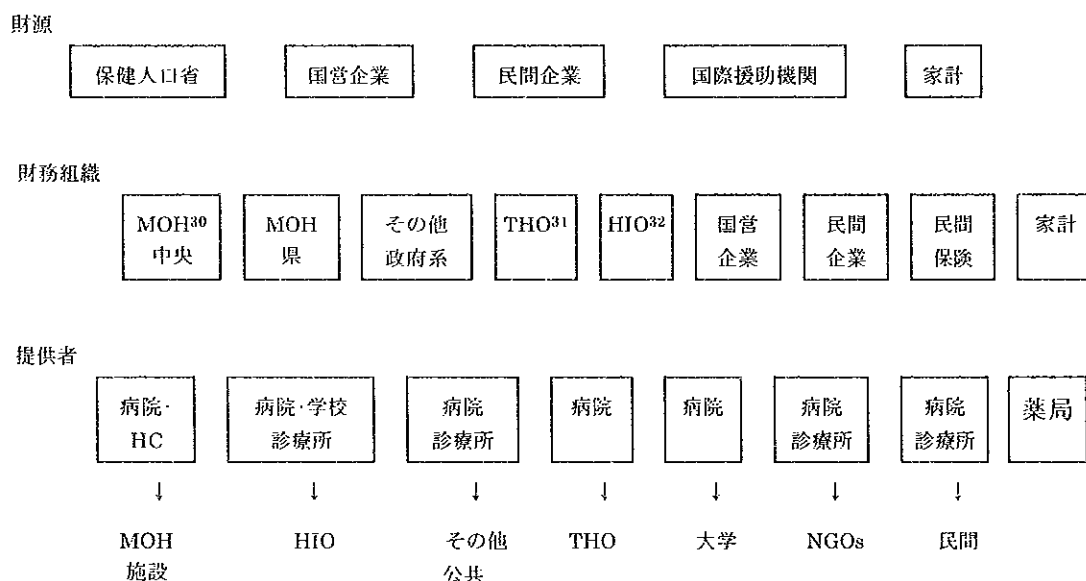 財源
保健人口省 国営企業 民間企業 国際援助機関 家計
財務組織
MOH30 MOH その他 THO31 HIO32 国営 民間 民間 家計
中央 県 政府系 企業 企業 保険
提供者
病院・ 病院・学校 病院 病院 病院 病院 病院 薬局
HC 診療所 診療所 診療所 診療所
↓ ↓ ↓ ↓ ↓ ↓ ↓
MOH HIO その他 THO 大学 NGOs 民間
施設 公共